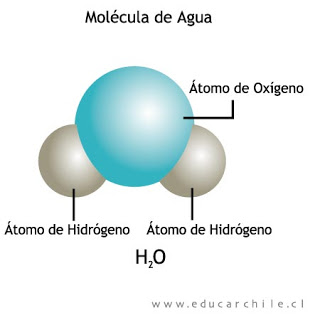 Molécula de Agua
Átomo de Oxígeno
Átomo de Hidrógeno Átomo de Hidrógeno
H₂O
www.educarchile.cl